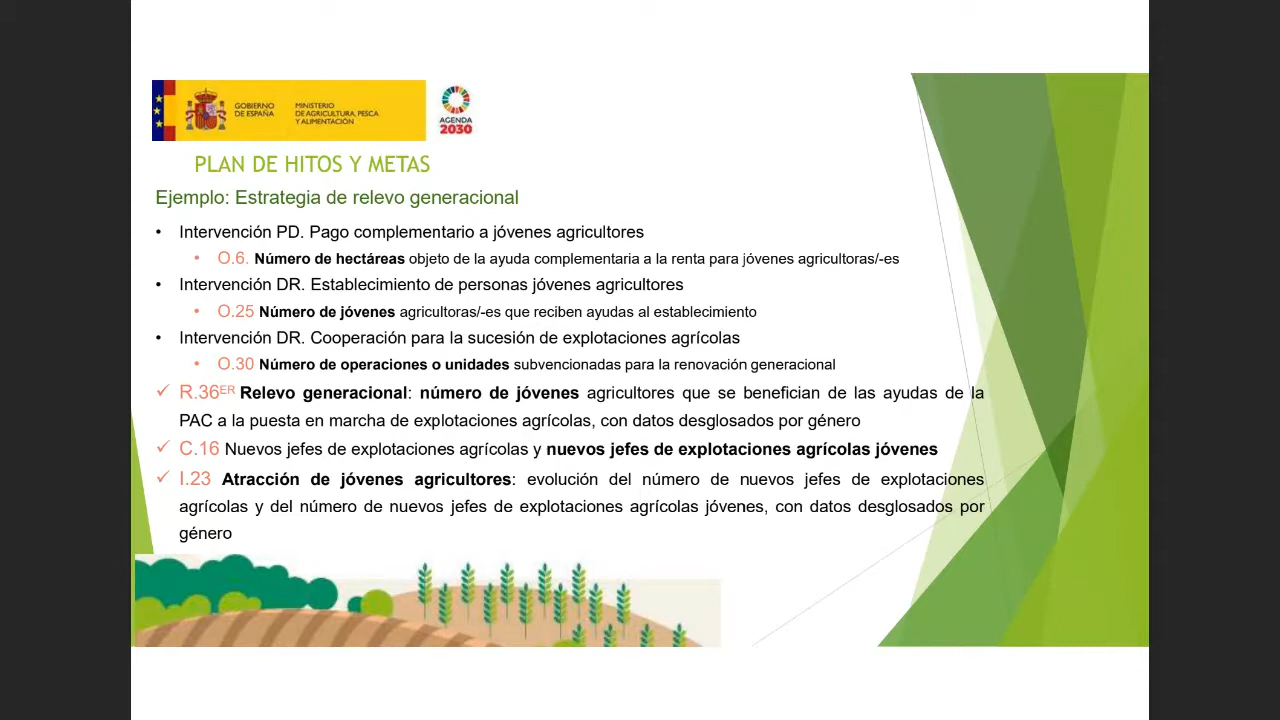 GOBIERNO
DE ESPAÑA
MINISTERIO
DE AGRICULTURA, PESCA
Y ALIMENTACIÓN
AGENDA
2030
PLAN DE HITOS Y METAS
Ejemplo: Estrategia de relevo generacional
• Intervención PD. Pago complementario a jóvenes agricultores
• O.6. Número de hectáreas objeto de la ayuda complementaria a la renta para jóvenes agricultoras/-es
• Intervención DR. Establecimiento de personas jóvenes agricultores
• O.25 Número de jóvenes agricultoras/-es que reciben ayudas al establecimiento
• Intervención DR. Cooperación para la sucesión de explotaciones agrícolas
• O.30 Número de operaciones o unidades subvencionadas para la renovación generacional
✓ R.36ER Relevo generacional: número de jóvenes agricultores que se benefician de las ayudas de la
PAC a la puesta en marcha de explotaciones agrícolas, con datos desglosados por género
✓ C.16 Nuevos jefes de explotaciones agrícolas y nuevos jefes de explotaciones agrícolas jóvenes
✓ I.23 Atracción de jóvenes agricultores: evolución del número de nuevos jefes de explotaciones
agrícolas y del número de nuevos jefes de explotaciones agrícolas jóvenes, con datos desglosados por
género